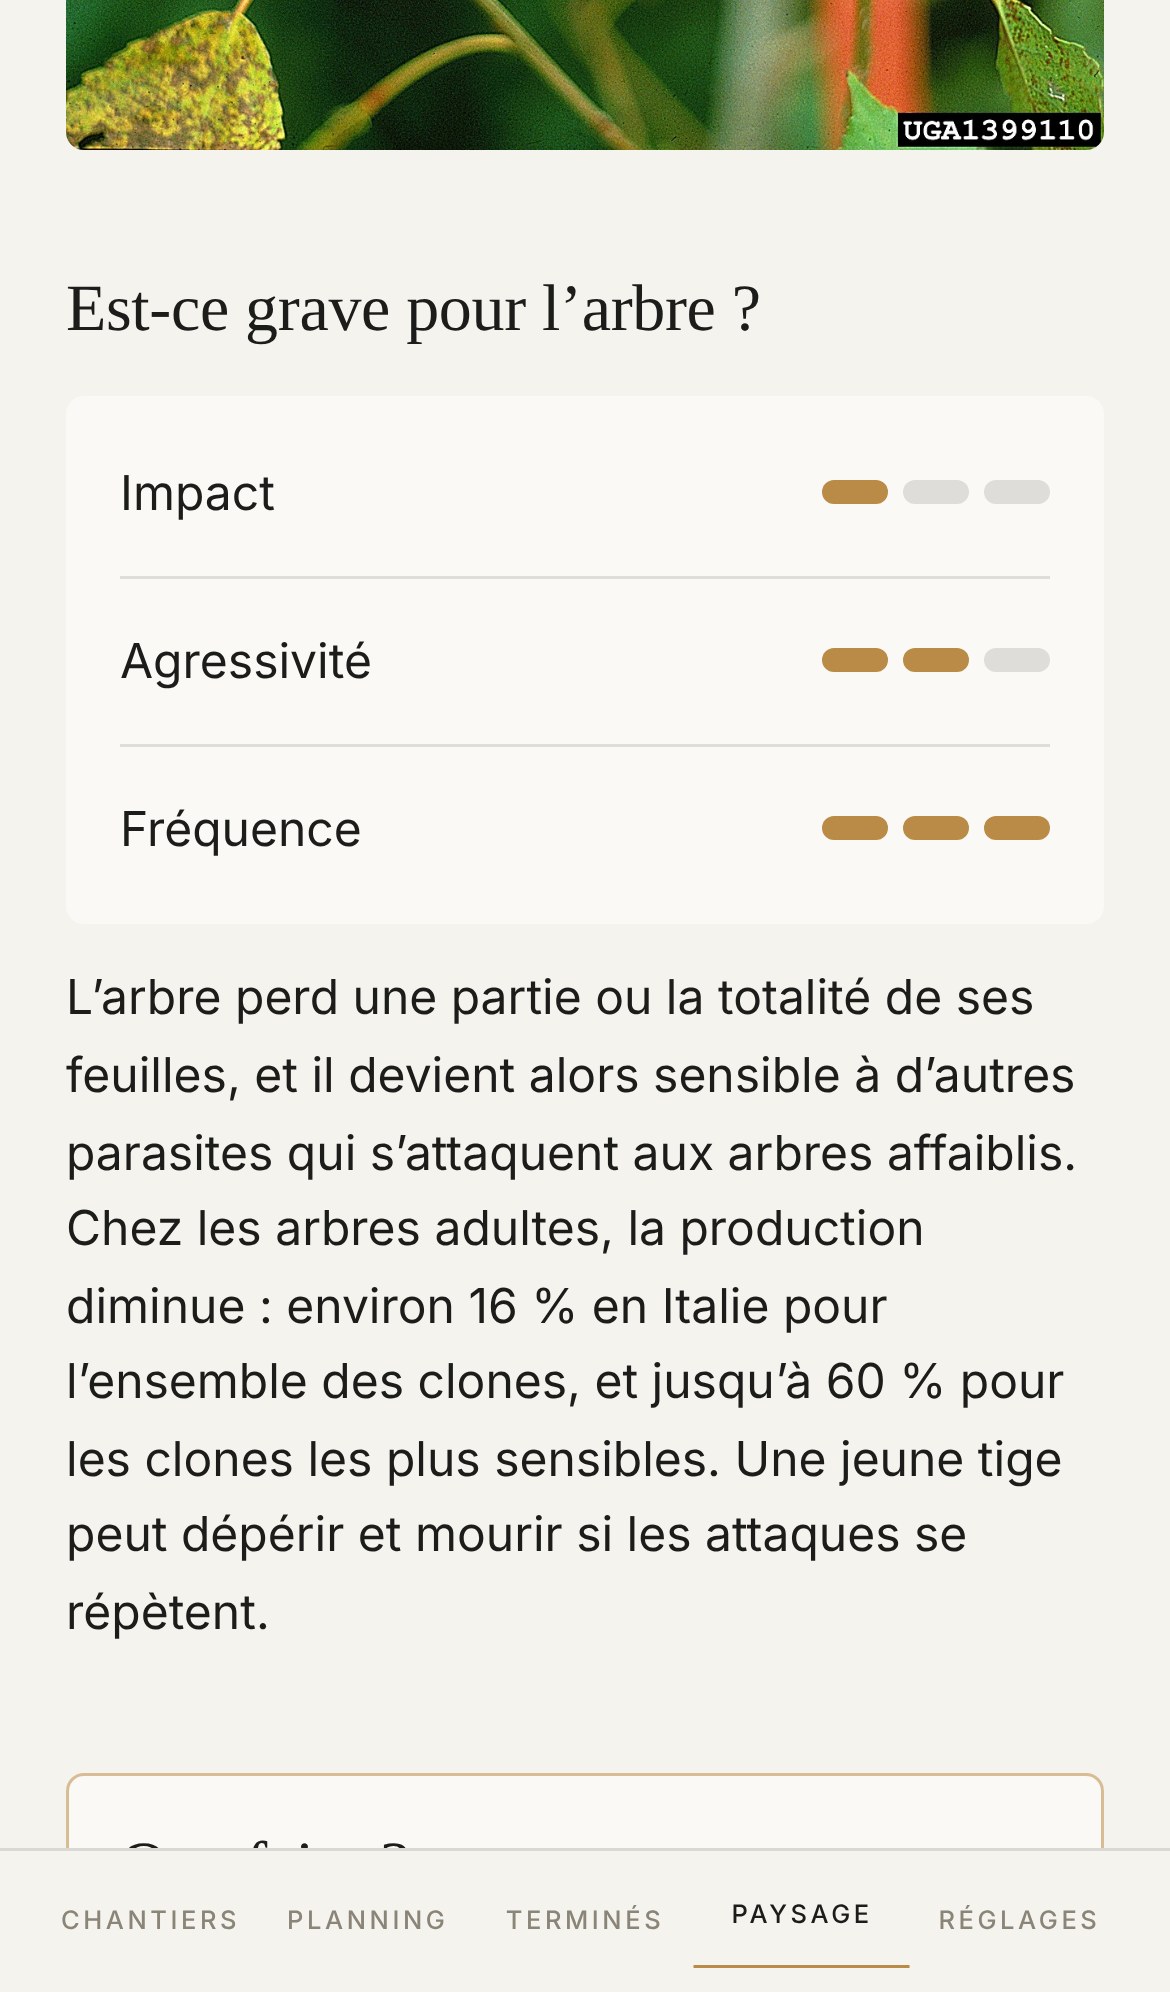 UGA1399110
Est-ce grave pour l’arbre ?
Impact
Agressivité
Fréquence
L’arbre perd une partie ou la totalité de ses
feuilles, et il devient alors sensible à d’autres
parasites qui s’attaquent aux arbres affaiblis.
Chez les arbres adultes, la production
diminue : environ 16 % en Italie pour
l’ensemble des clones, et jusqu’à 60 % pour
les clones les plus sensibles. Une jeune tige
peut dépérir et mourir si les attaques se
répètent.
CHANTIERS PLANNING TERMINÉS PAYSAGE RÉGLAGES